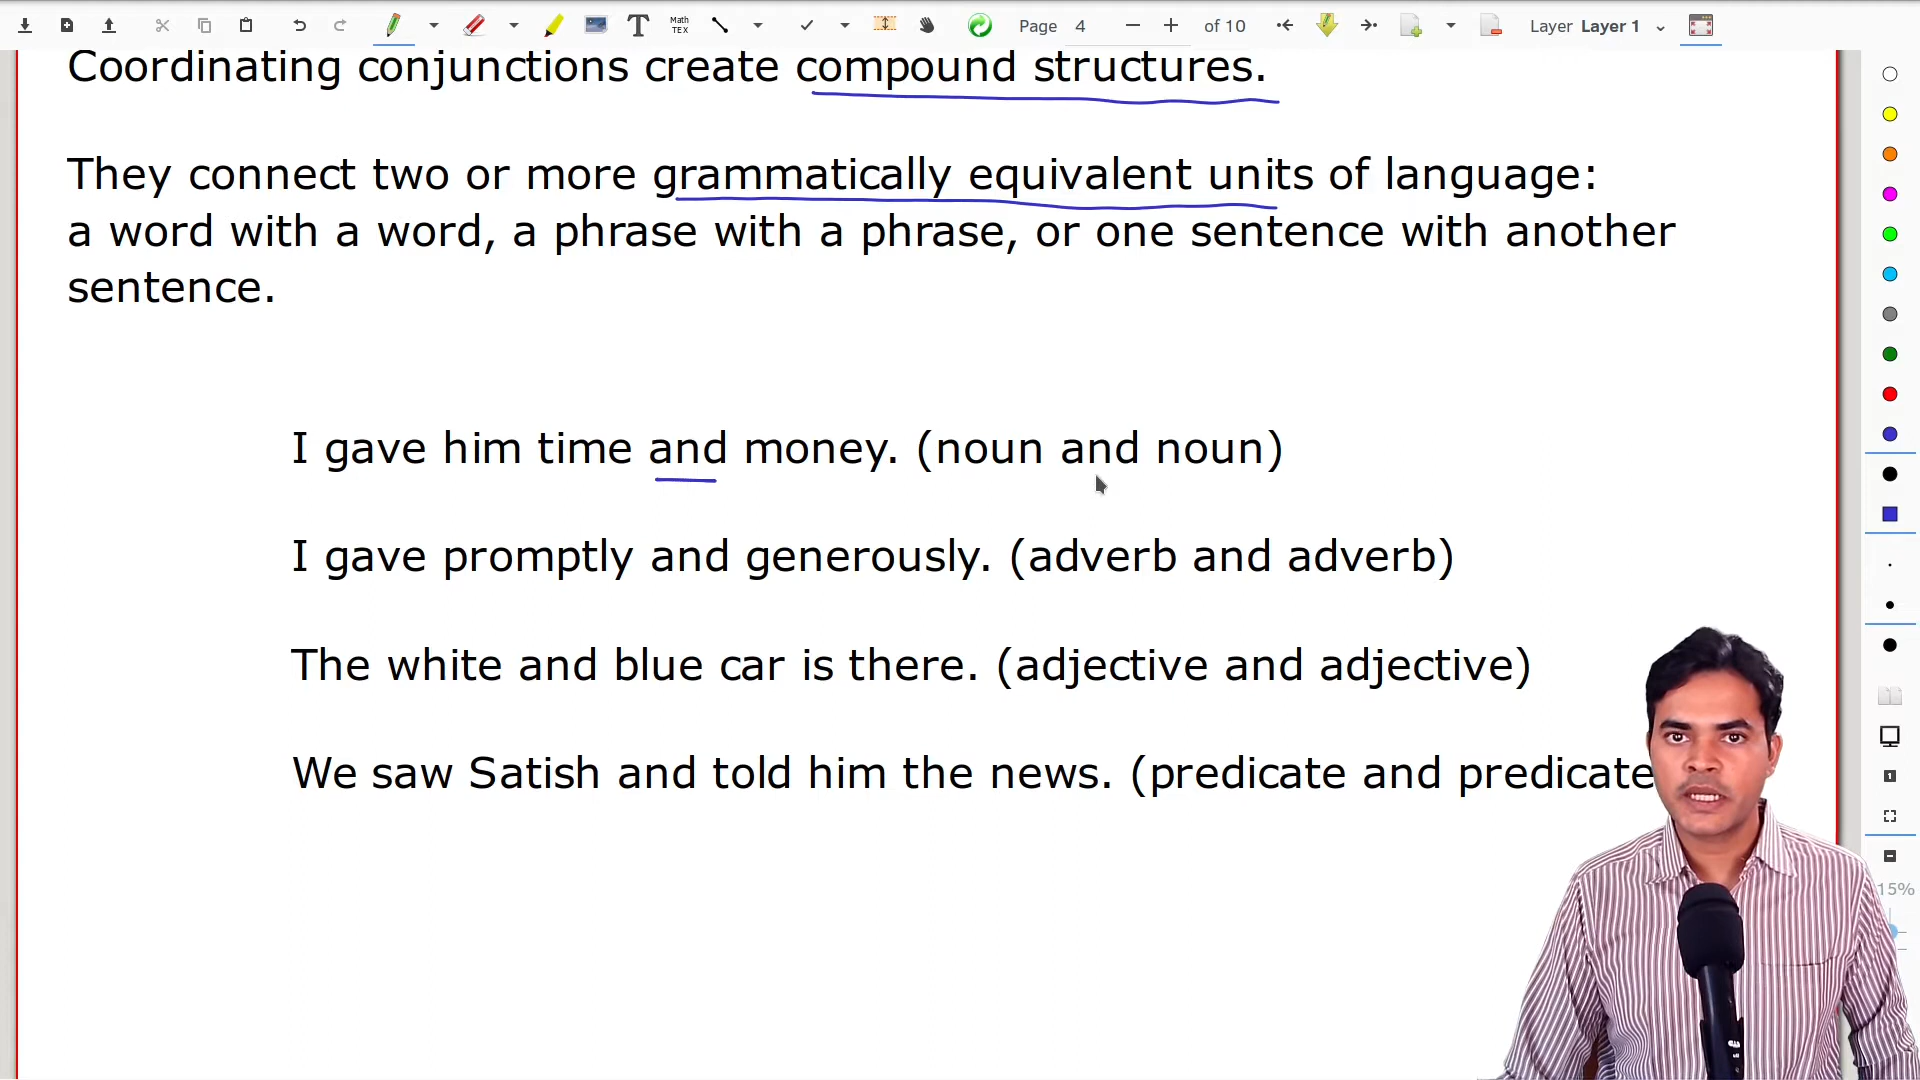 Page 4 of 10 Layer Layer 1
Math
TEX
Coordinating conjunctions create compound structures.
They connect two or more grammatically equivalent units of language:
a word with a word, a phrase with a phrase, or one sentence with another
sentence.
I gave him time and money. (noun and noun)
I gave promptly and generously. (adverb and adverb)
The white and blue car is there. (adjective and adjective)
We saw Satish and told him the news. (predicate and predicate
15%